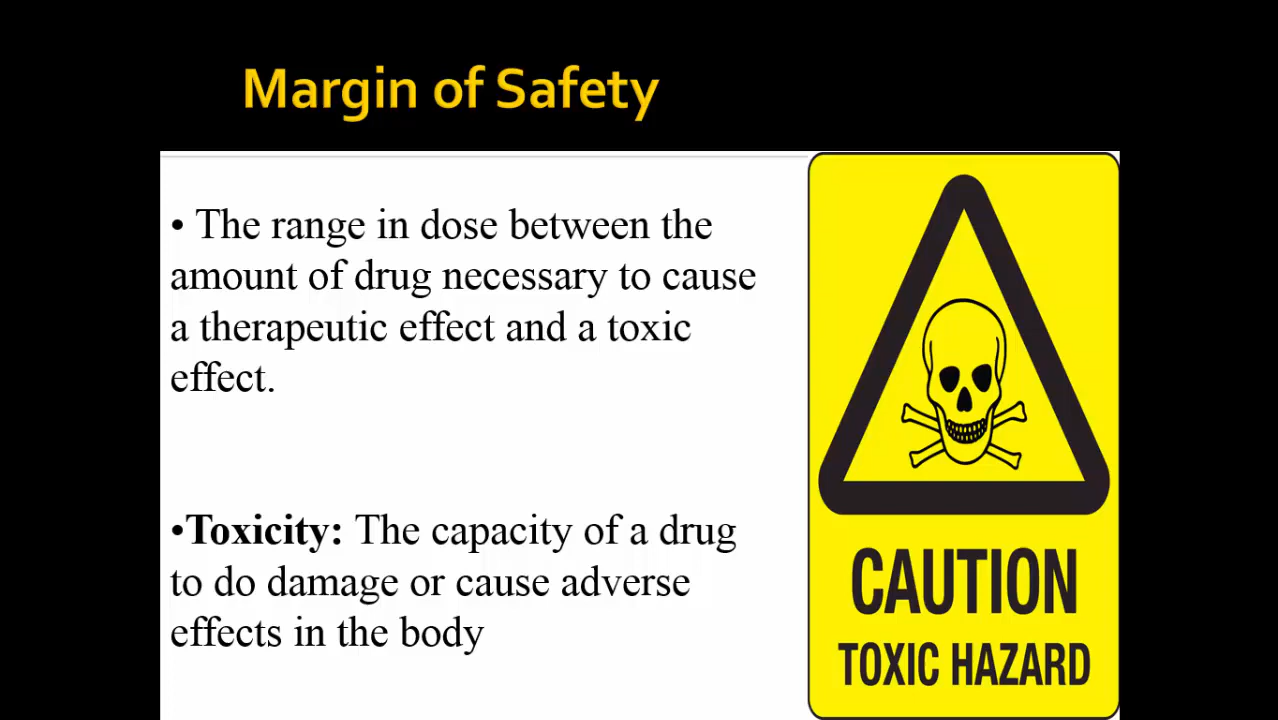 Margin of Safety
• The range in dose between the
amount of drug necessary to cause
a therapeutic effect and a toxic
effect.
•Toxicity: The capacity of a drug
to do damage or cause adverse
effects in the body
CAUTION
TOXIC HAZARD